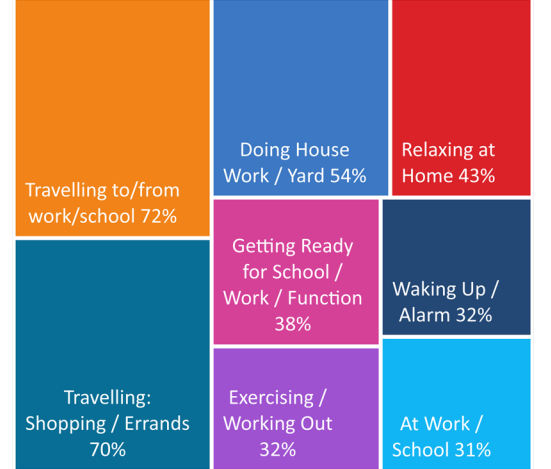 Travelling to/from
work/school 72%
Doing House
Work / Yard 54%
Relaxing at
Home 43%
Travelling:
Shopping / Errands
70%
Getting Ready
for School /
Work / Function
38%
Waking Up /
Alarm 32%
Exercising /
Working Out
32%
At Work /
School 31%